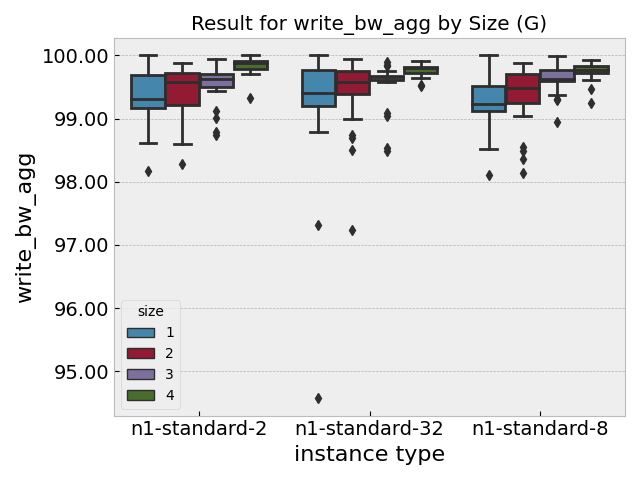 Result for write_bw_agg by Size (G)
write_bw_agg
100.00
99.00
98.00
97.00
96.00
95.00
size
1
2
3
4
n1-standard-2
n1-standard-32
n1-standard-8
instance type